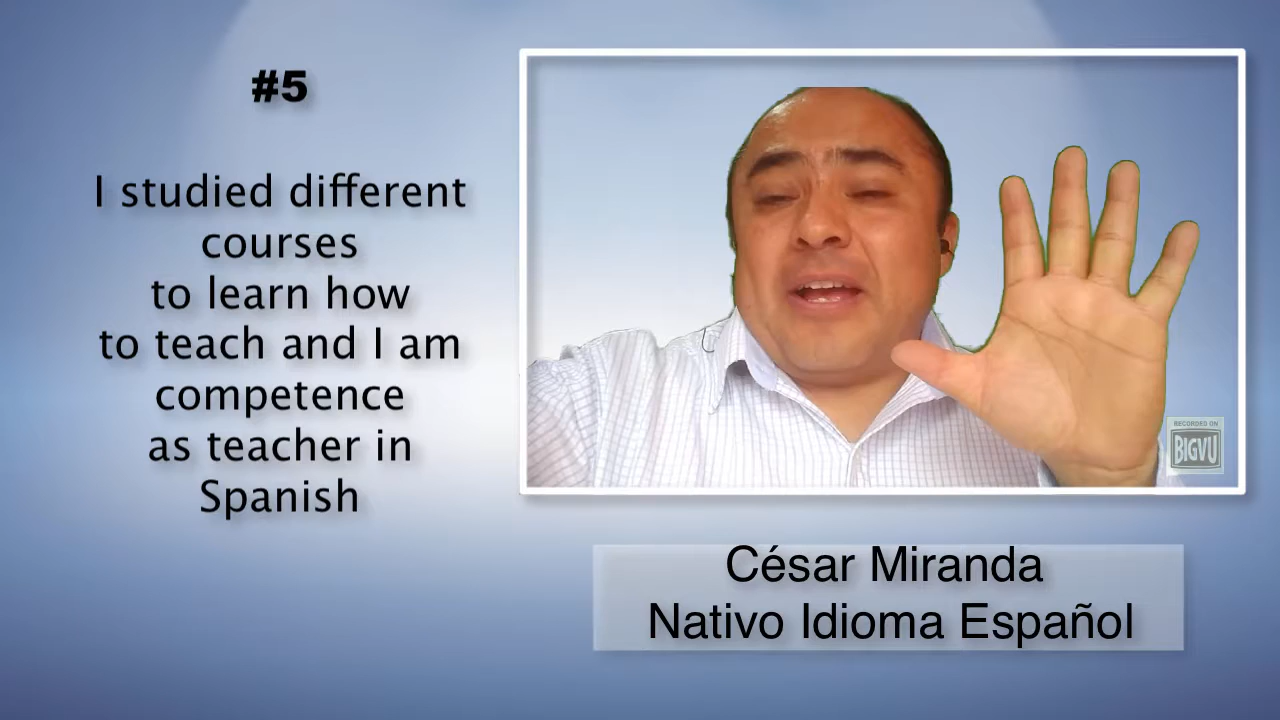 #5
I studied different
courses
to learn how
to teach and I am
competence
as teacher in
Spanish
RECORDED ON
BIGVU
César Miranda
Nativo Idioma Español